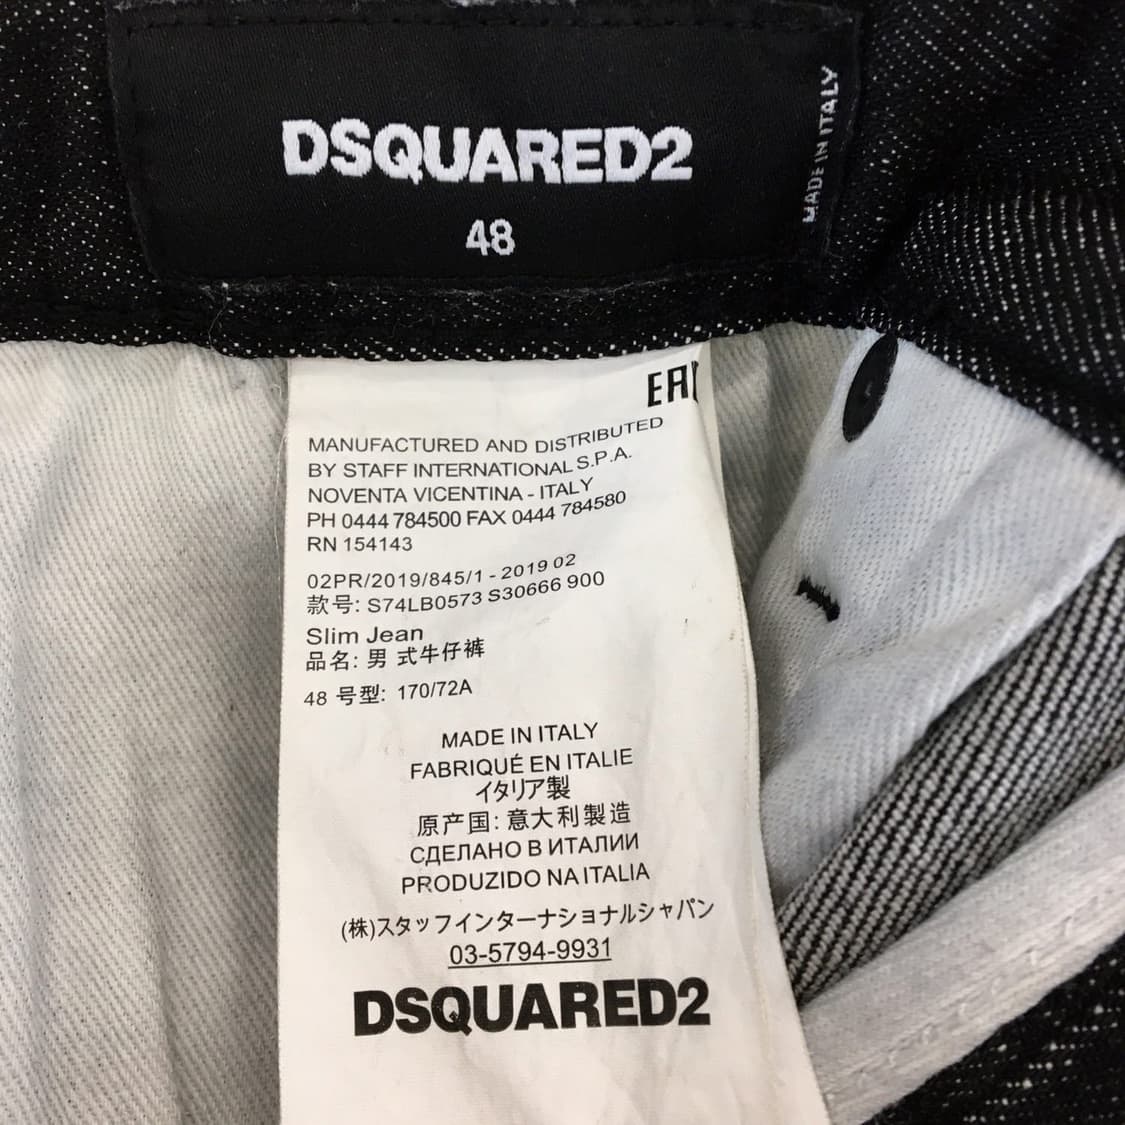 DSQUARED2
48
MADE IN ITALY
MANUFACTURED AND DISTRIBUTED
BY STAFF INTERNATIONAL S.P.A.
NOVENTA VICENTINA - ITALY
PH 0444 784500 FAX 0444 784580
RN 154143
02PR/2019/845/1 - 2019 02
款号: S74LB0573 S30666 900
Slim Jean
品名: 男 式牛仔裤
48 号型: 170/72A
MADE IN ITALY
FABRIQUÉ EN ITALIE
イタリア製
原产国: 意大利製造
СДЕЛАНО В ИТАЛИИ
PRODUZIDO NA ITALIA
(株)スタッフインターナショナルジャパン
03-5794-9931
DSQUARED2